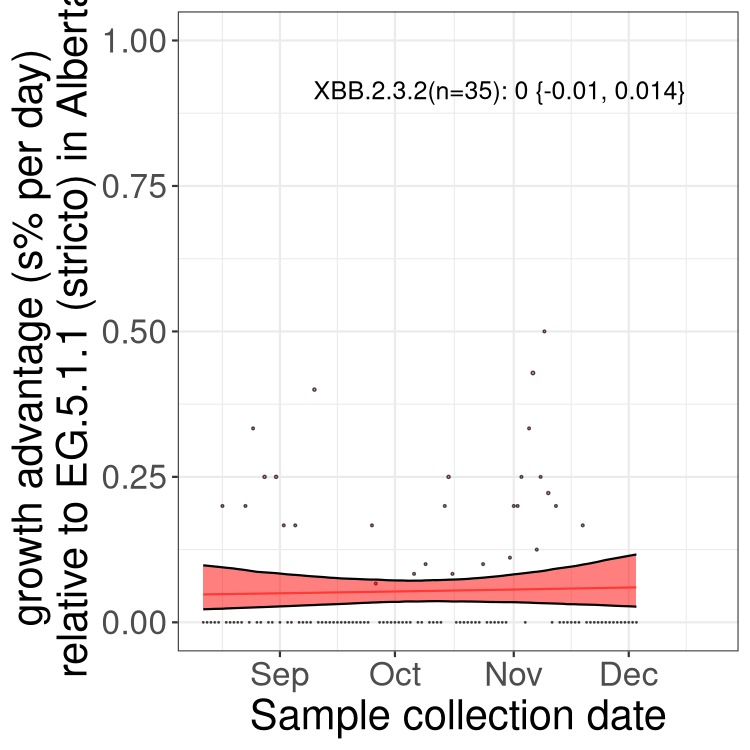 growth advantage (s% per day)
relative to EG.5.1.1 (stricto) in Alberta
1.00
0.75
0.50
0.25
0.00
XBB.2.3.2(n=35): 0 {-0.01, 0.014}
Sep Oct Nov Dec
Sample collection date